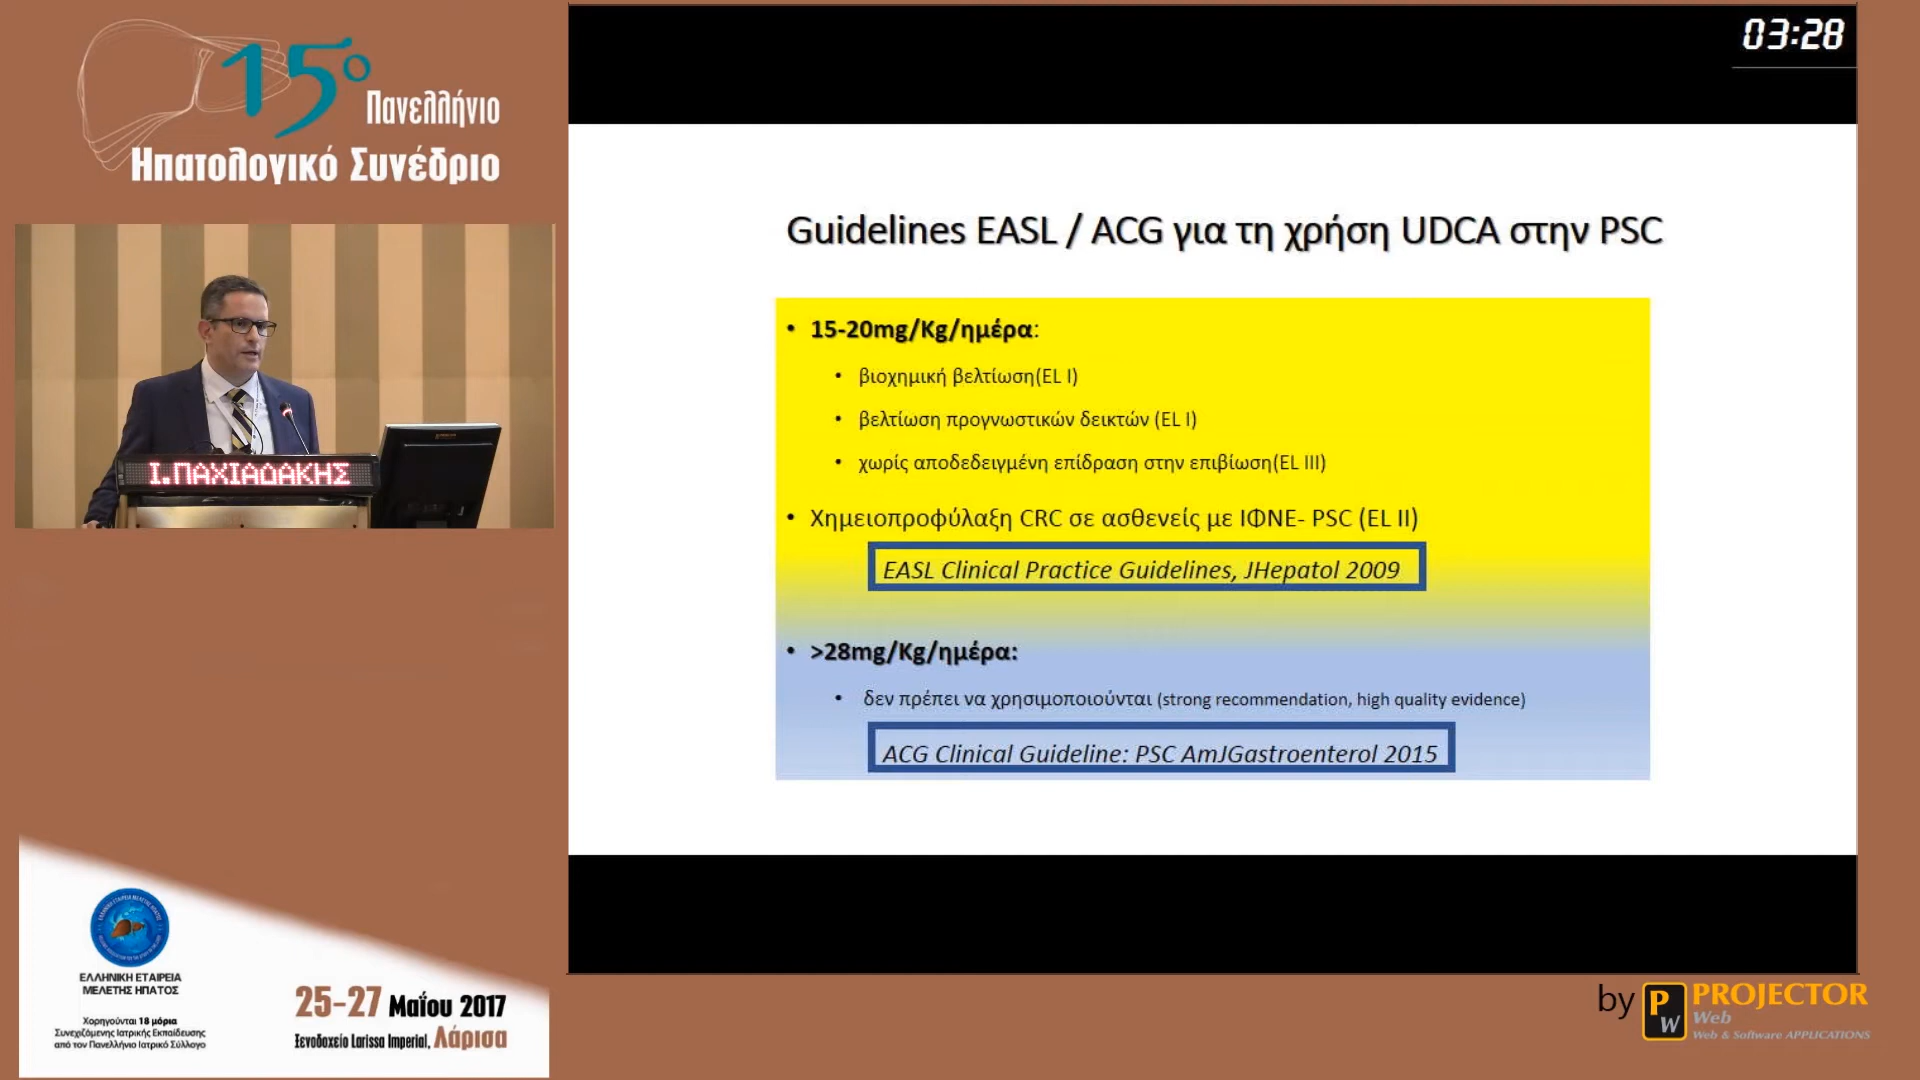 15ο
Πανελλήνιο
Ηπατολογικό Συνέδριο
Ι.ΠΑΧΙΑΔΑΚΗΣ
03:28
Guidelines EASL / ACG για τη χρήση UDCA στην PSC
• 15-20mg/Kg/ημέρα:
• βιοχημική βελτίωση(EL I)
• βελτίωση προγνωστικών δεικτών (EL I)
• χωρίς αποδεδειγμένη επίδραση στην επιβίωση(EL III)
• Χημειοπροφύλαξη CRC σε ασθενείς με ΙΦΝΕ- PSC (EL II)
EASL Clinical Practice Guidelines, JHepatol 2009
• >28mg/Kg/ημέρα:
• δεν πρέπει να χρησιμοποιούνται (strong recommendation, high quality evidence)
ACG Clinical Guideline: PSC AmJGastroenterol 2015
ΕΛΛΗΝΙΚΗ ΕΤΑΙΡΕΙΑ
ΜΕΛΕΤΗΣ ΗΠΑΤΟΣ
Χορηγούνται 18 μόρια
Συνεχιζόμενης Ιατρικής Εκπαίδευσης
από τον Πανελλήνιο Ιατρικό Σύλλογο
25-27 Μαΐου 2017
Ξενοδοχείο Larissa Imperial, Λάρισα
by PW PROJECTOR
Web
Web & Software APPLICATIONS